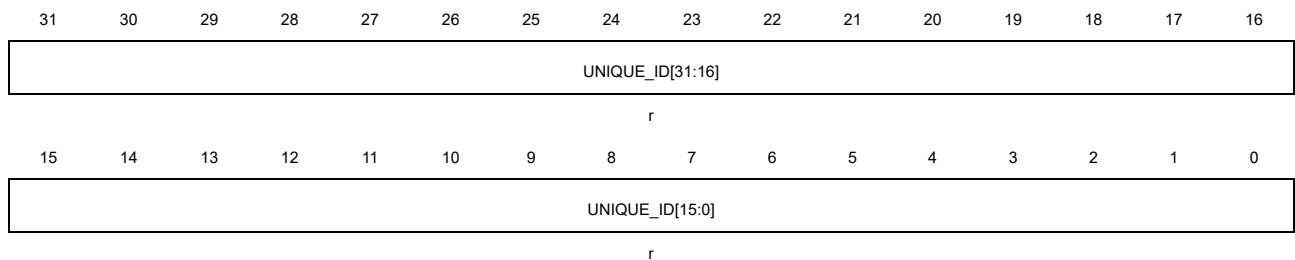 31 30 29 28 27 26 25 24 23 22 21 20 19 18 17 16
UNIQUE_ID[31:16]
r
15 14 13 12 11 10 9 8 7 6 5 4 3 2 1 0
UNIQUE_ID[15:0]
r